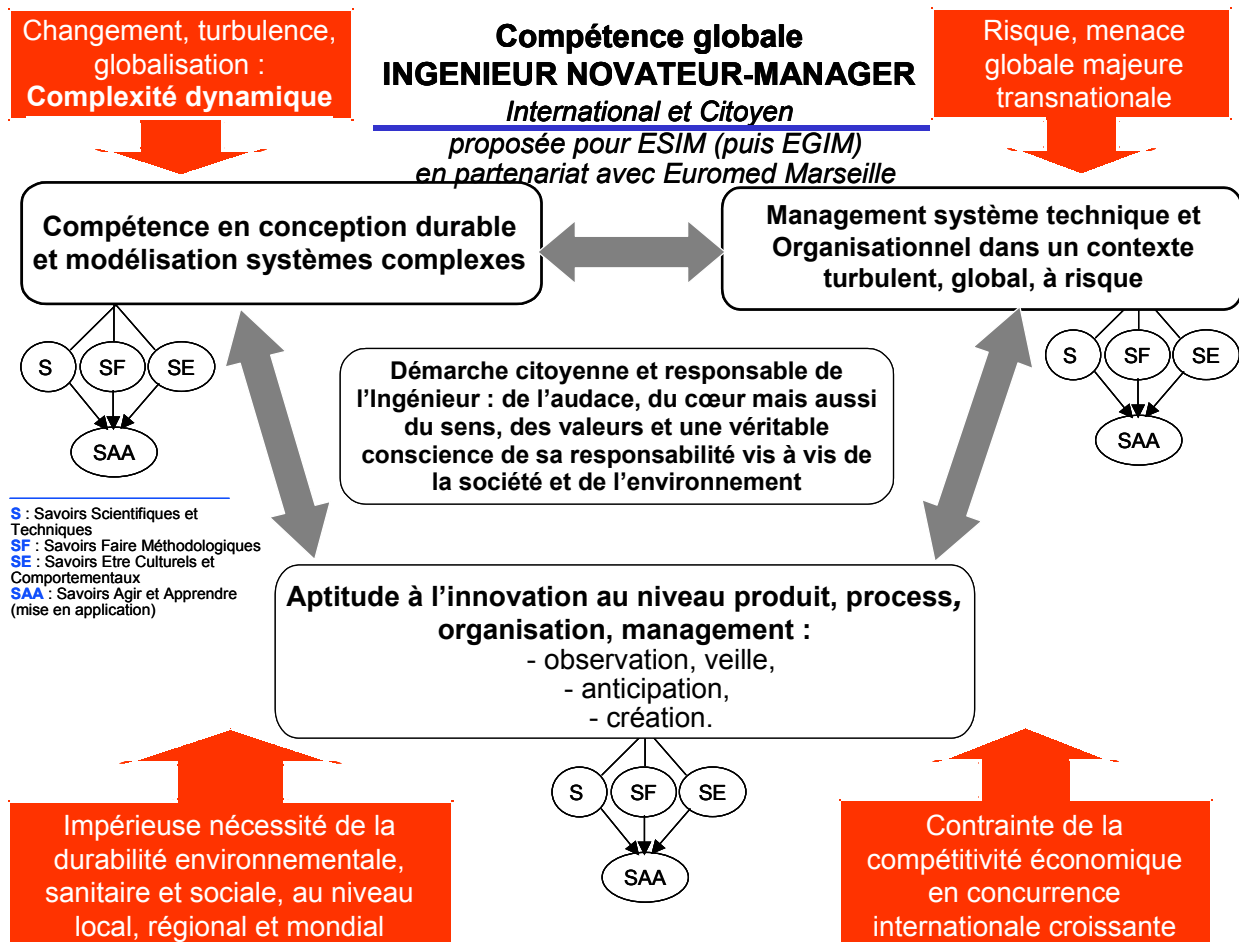 Changement, turbulence,
globalisation :
Complexité dynamique
Compétence globale
INGENIEUR NOVATEUR-MANAGER
International et Citoyen
proposée pour ESIM (puis EGIM)
en partenariat avec Euromed Marseille
Risque, menace
globale majeure
transnationale
Compétence en conception durable
et modélisation systèmes complexes
Management système technique et
Organisationnel dans un contexte
turbulent, global, à risque
S
SF
SE
SAA
S
SF
SE
SAA
Démarche citoyenne et responsable de
l’Ingénieur : de l’audace, du cœur mais aussi
du sens, des valeurs et une véritable
conscience de sa responsabilité vis à vis de
la société et de l’environnement
S : Savoirs Scientifiques et
Techniques
SF : Savoirs Faire Méthodologiques
SE : Savoirs Etre Culturels et
Comportementaux
SAA : Savoirs Agir et Apprendre
(mise en application)
Aptitude à l’innovation au niveau produit, process,
organisation, management :
- observation, veille,
- anticipation,
- création.
S
SF
SE
SAA
Impérieuse nécessité de la
durabilité environnementale,
sanitaire et sociale, au niveau
local, régional et mondial
Contrainte de la
compétitivité économique
en concurrence
internationale croissante